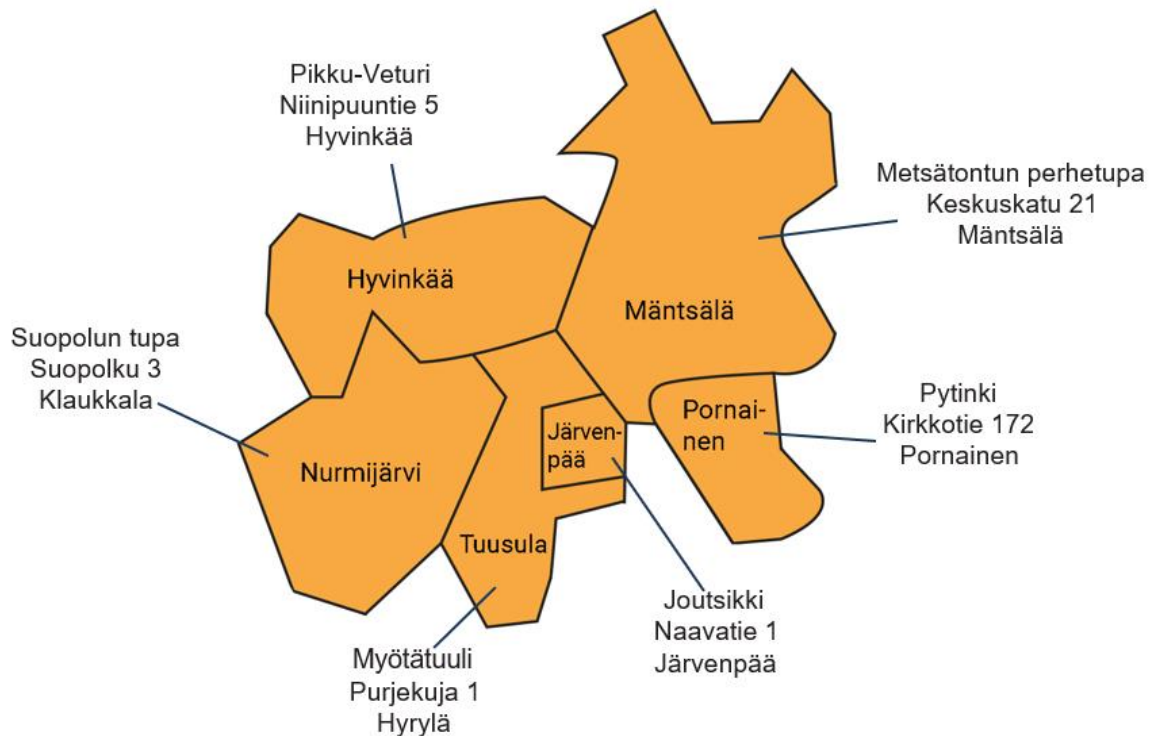 Pikku-Veturi
Niinipuuntie 5
Hyvinkää
Metsätontun perhetupa
Keskuskatu 21
Mäntsälä
Hyvinkää
Mäntsälä
Suopolun tupa
Suopolku 3
Klaukkala
Pornai-
nen
Pytinki
Kirkkotie 172
Pornainen
Järven-
pää
Nurmijärvi
Tuusula
Joutsikki
Naavatie 1
Järvenpää
Myötätuuli
Purjekuja 1
Hyrylä